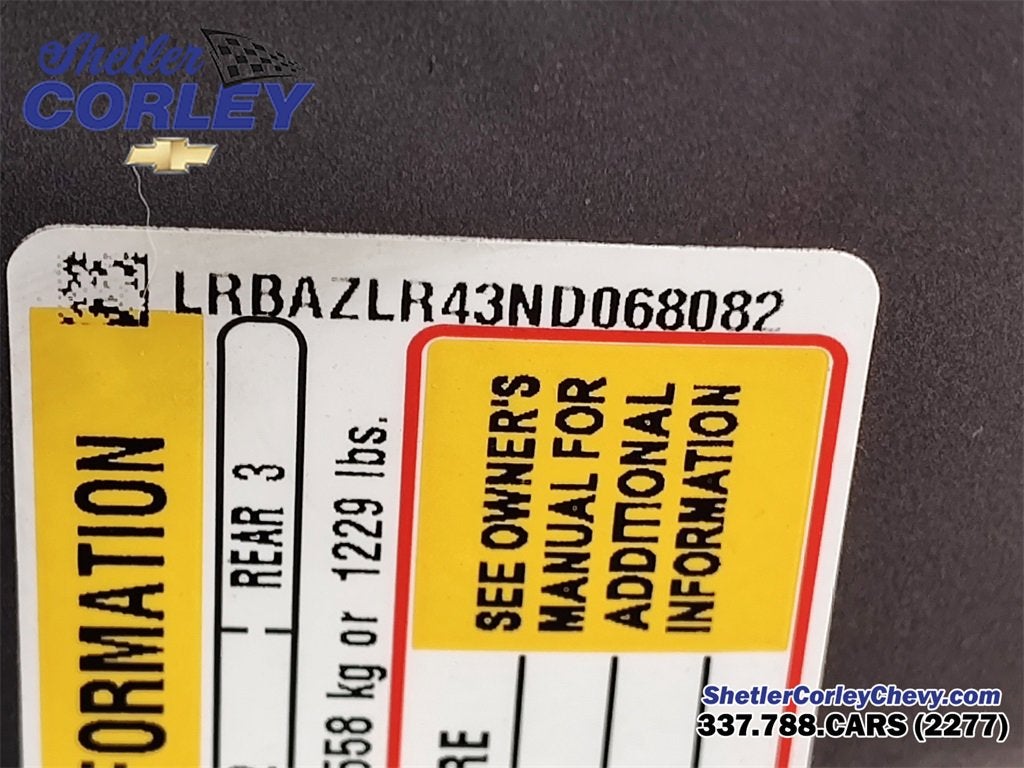 Shetler
CORLEY
LRBAZLR43ND068082
FORMATION
REAR 3
558 kg or 1229 lbs.
SEE OWNER'S
MANUAL FOR
ADDITIONAL
INFORMATION
RE
ShetlerCorleyChevy.com
337.788.CARS (2277)